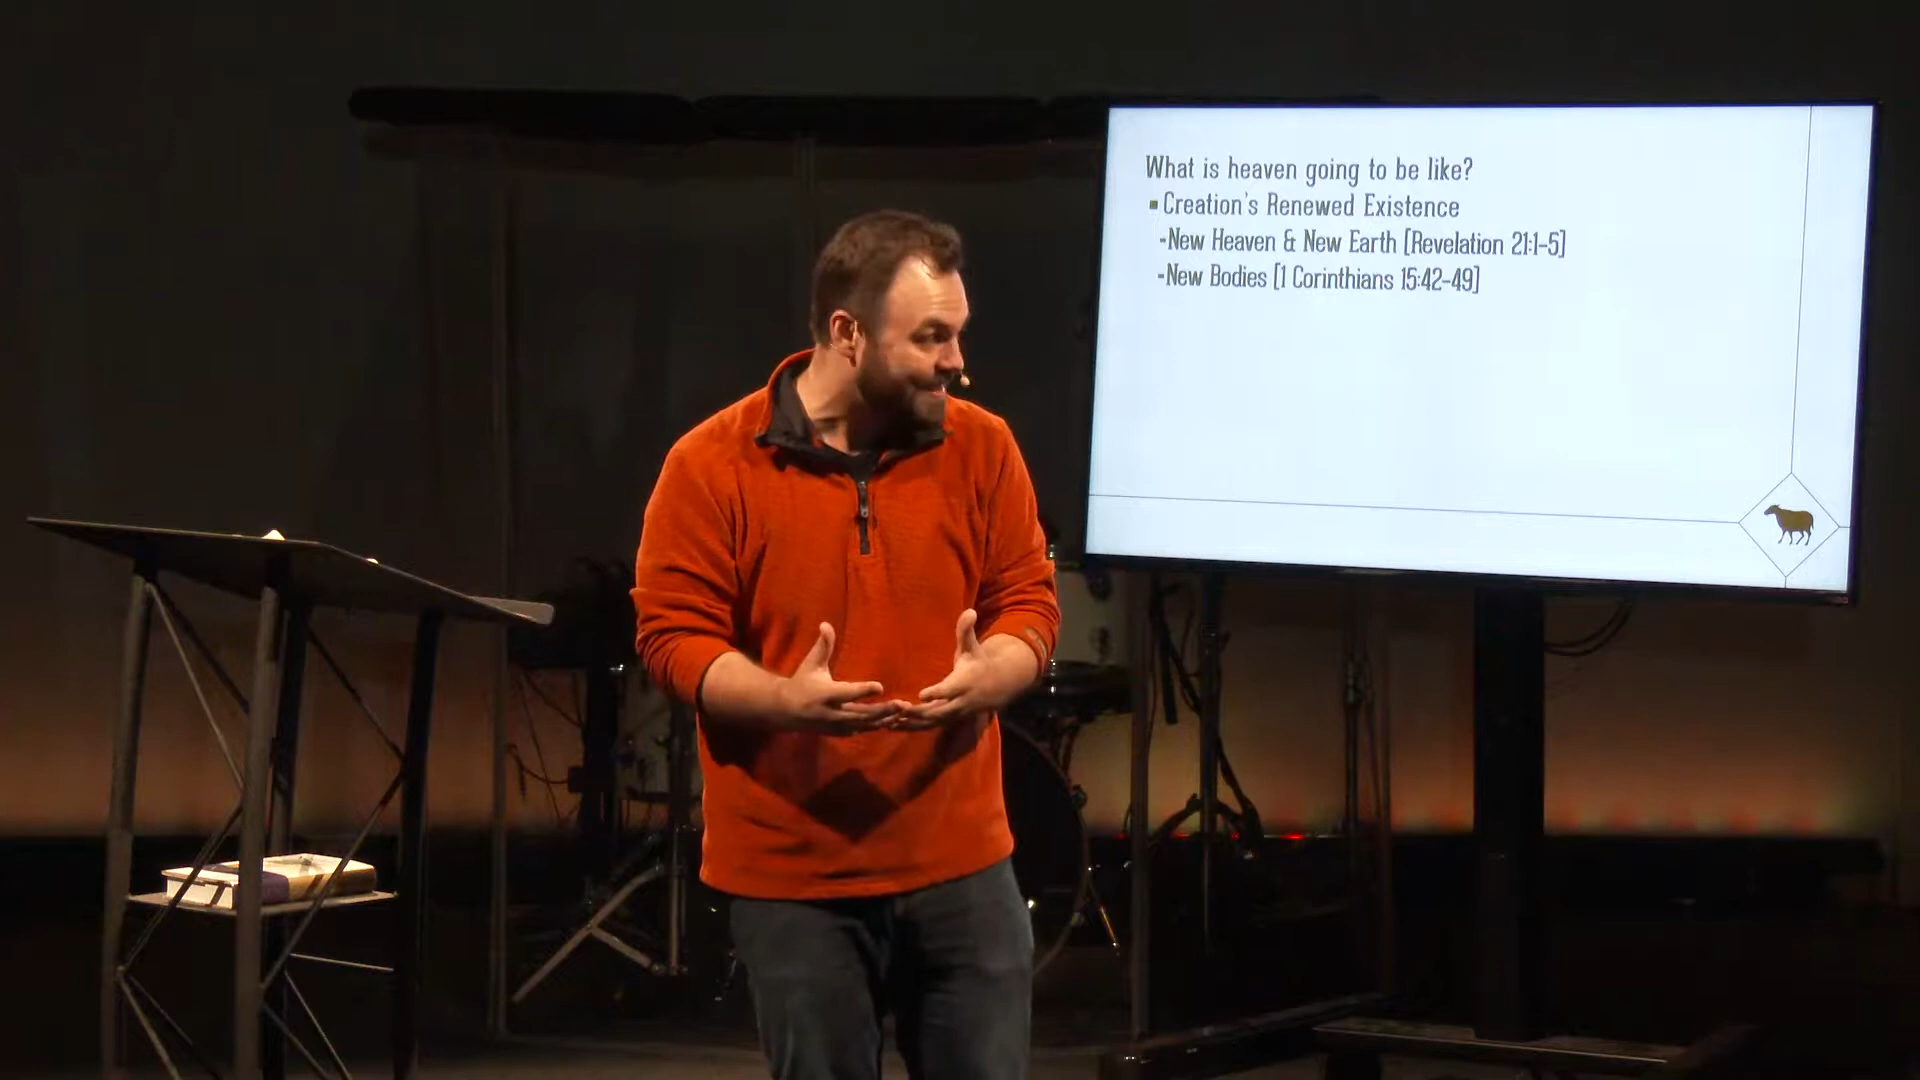 What is heaven going to be like?
▪Creation's Renewed Existence
-New Heaven & New Earth [Revelation 21:1-5]
-New Bodies [1 Corinthians 15:42-49]